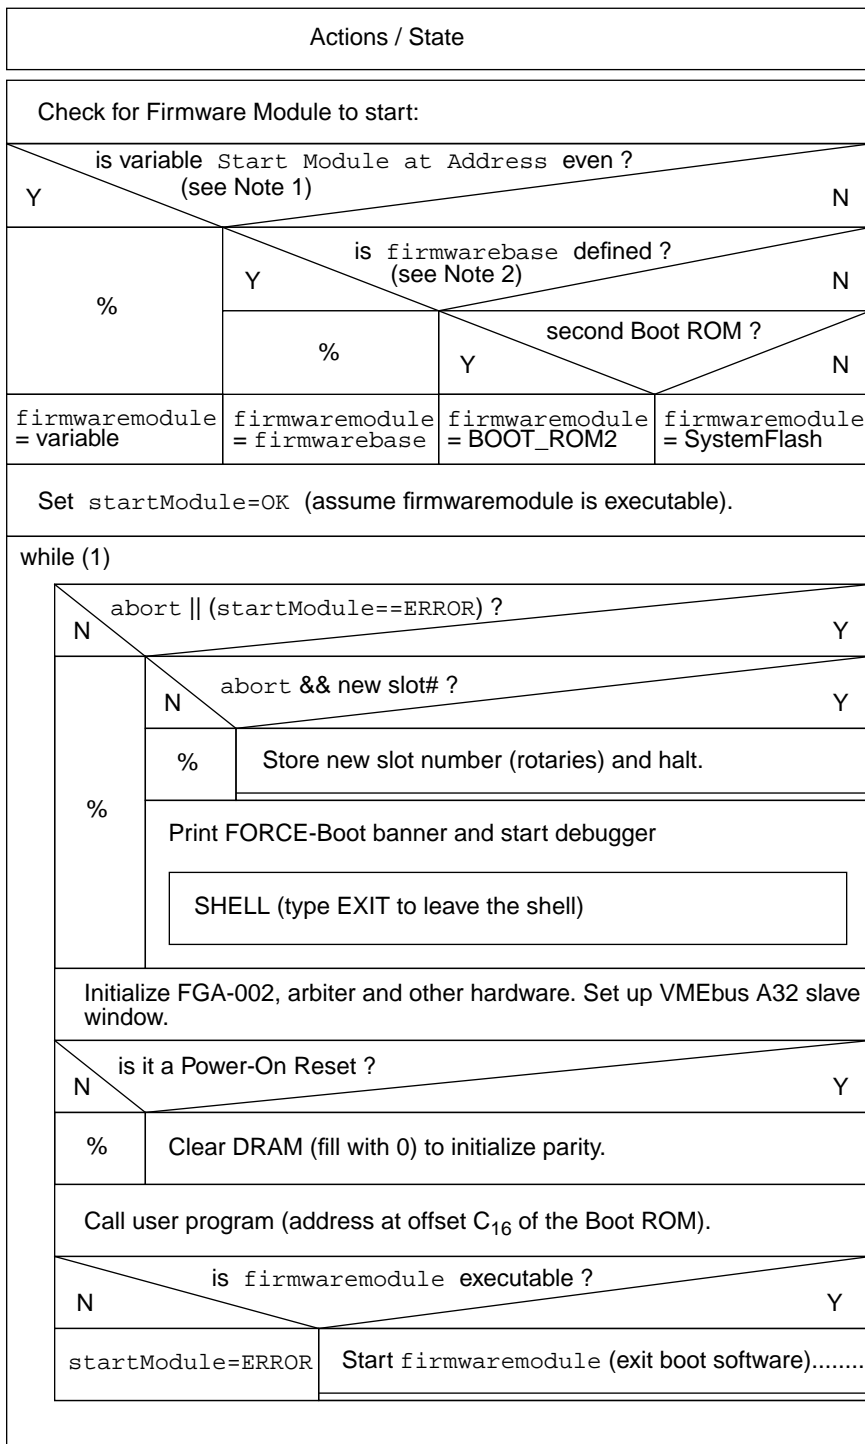 Actions / State
Check for Firmware Module to start:
is variable Start Module at Address even ?
(see Note 1)
Y
N
is firmwarebase defined ?
(see Note 2)
Y
N
%
second Boot ROM ?
%
Y
N
firmwaremodule
= variable
firmwaremodule
= firmwarebase
firmwaremodule
= BOOT_ROM2
firmwaremodule
= SystemFlash
Set startModule=OK (assume firmwaremodule is executable).
while (1)
abort || (startModule==ERROR) ?
N
Y
abort && new slot# ?
N
Y
%
Store new slot number (rotaries) and halt.
%
Print FORCE-Boot banner and start debugger
SHELL (type EXIT to leave the shell)
Initialize FGA-002, arbiter and other hardware. Set up VMEbus A32 slave
window.
is it a Power-On Reset ?
N
Y
%
Clear DRAM (fill with 0) to initialize parity.
Call user program (address at offset C16 of the Boot ROM).
is firmwaremodule executable ?
N
Y
startModule=ERROR
Start firmwaremodule (exit boot software)........